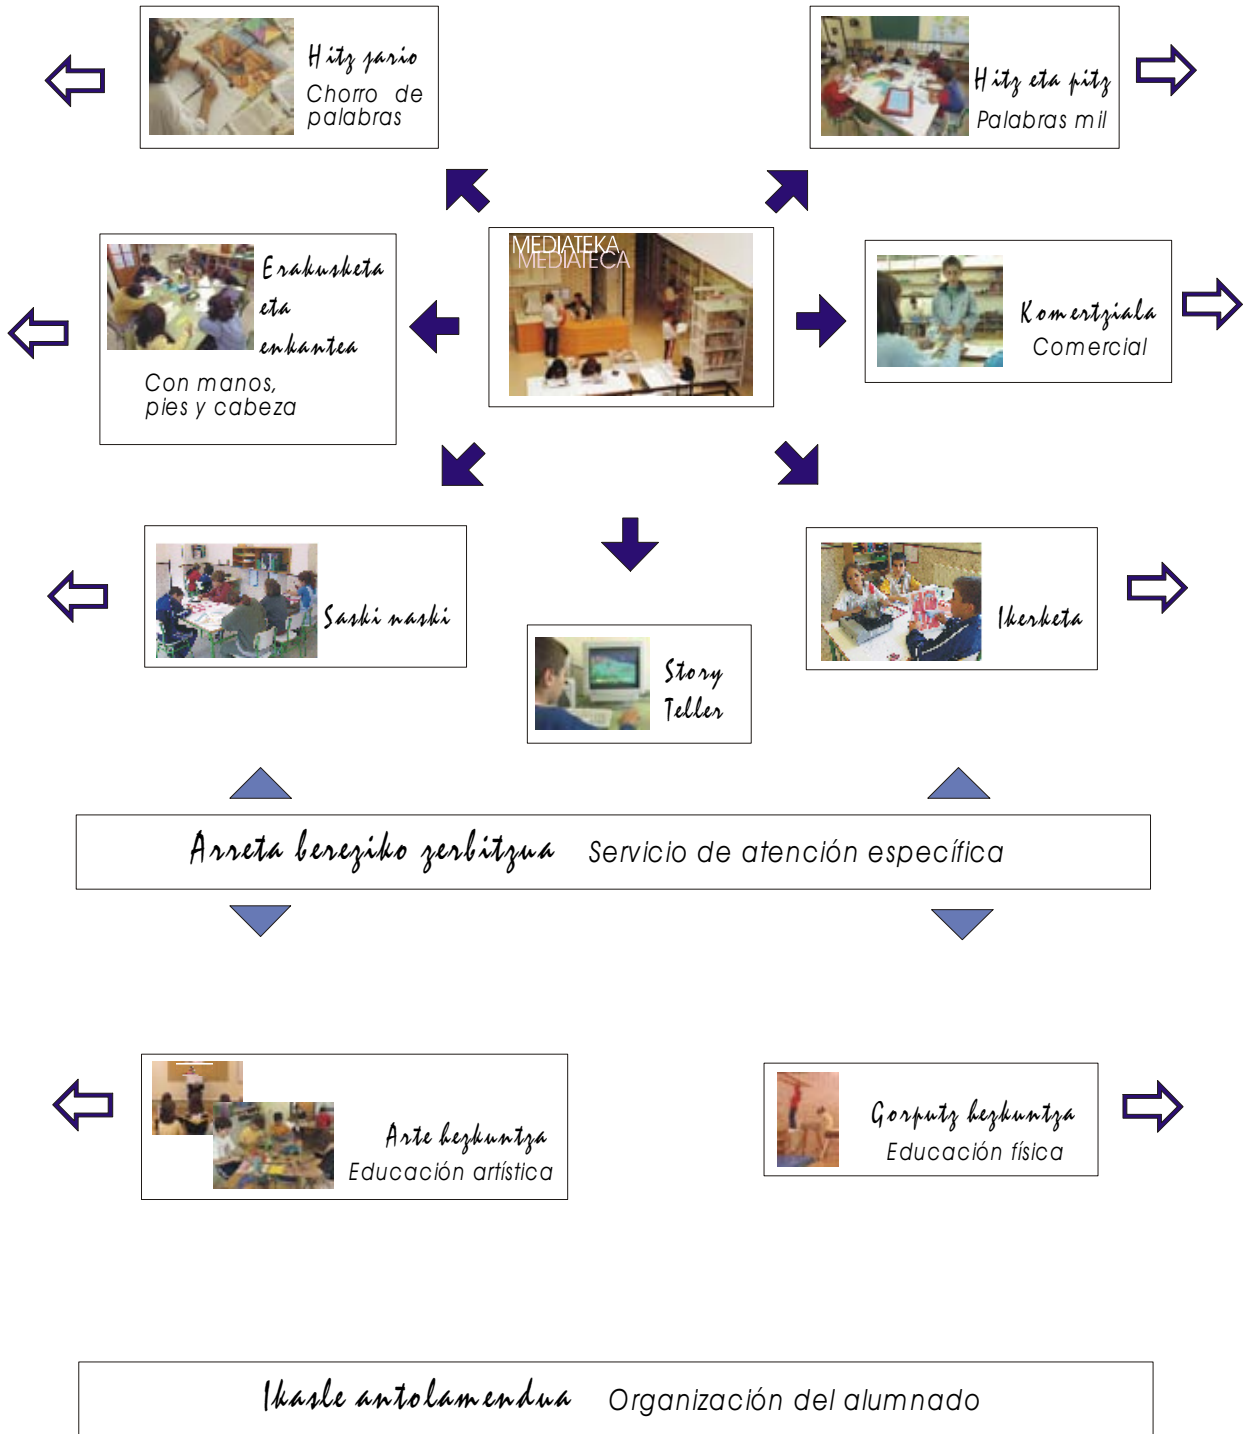 Hitz jario
Chorro de
palabras
Hitz eta pitz
Palabras mil
Erakusketa
eta
enkantea
Con manos,
pies y cabeza
MEDIATEKA
MEDIATECA
Komertziala
Comercial
Saski naski
Story
Teller
Ikerketa
Arreta bereziko zerbitzua Servicio de atención específica
Arte hezkuntza
Educación artística
Gorputz hezkuntza
Educación física
Ikasle antolamendua Organización del alumnado